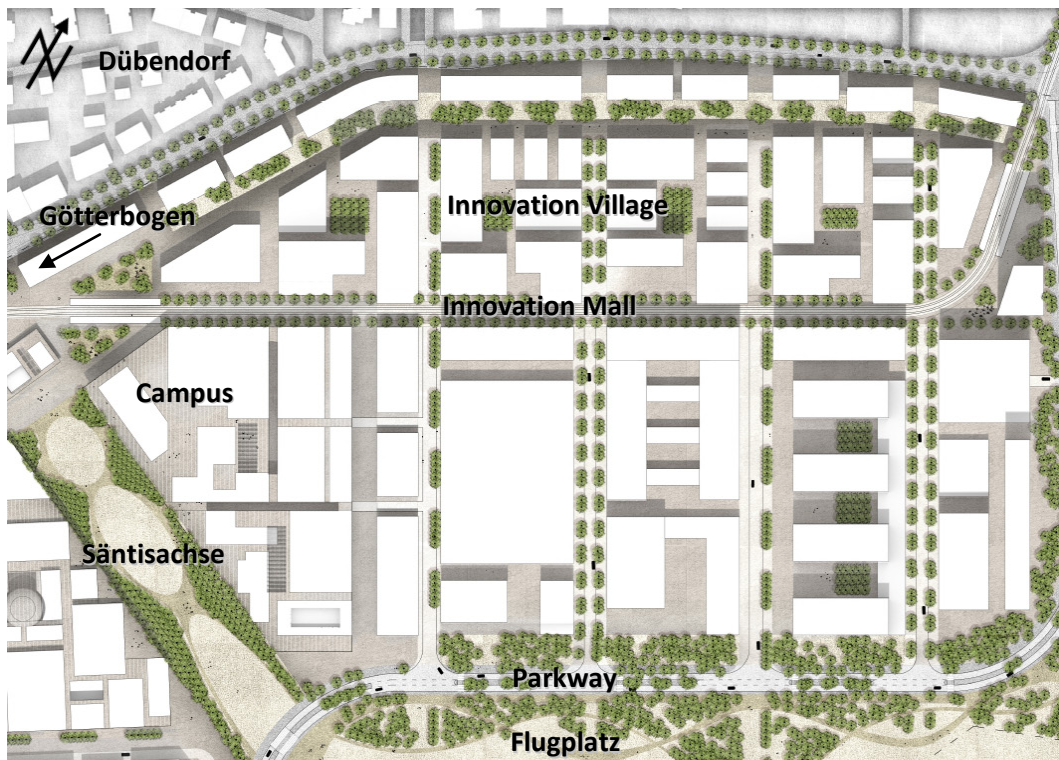 Dübendorf
Götterbogen
Innovation Village
Innovation Mall
Campus
Säntisachse
Parkway
Flugplatz